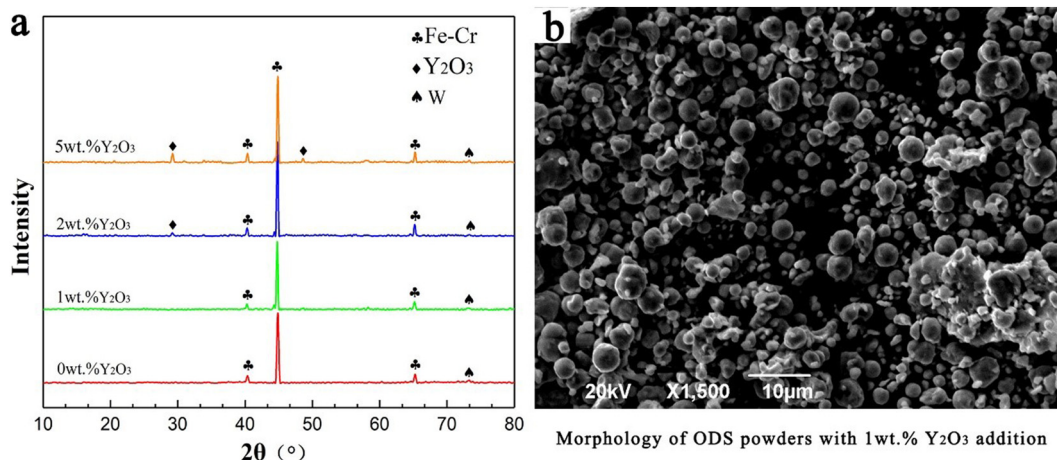 a
♣Fe-Cr
♦Y₂O₃
♠W
5wt.%Y₂O₃
2wt.%Y₂O₃
1wt.%Y₂O₃
0wt.%Y₂O₃
Intensity
10 20 30 40 50 60 70 80
2θ (°)
b
20kV X1,500 10μm
Morphology of ODS powders with 1wt.% Y₂O₃ addition